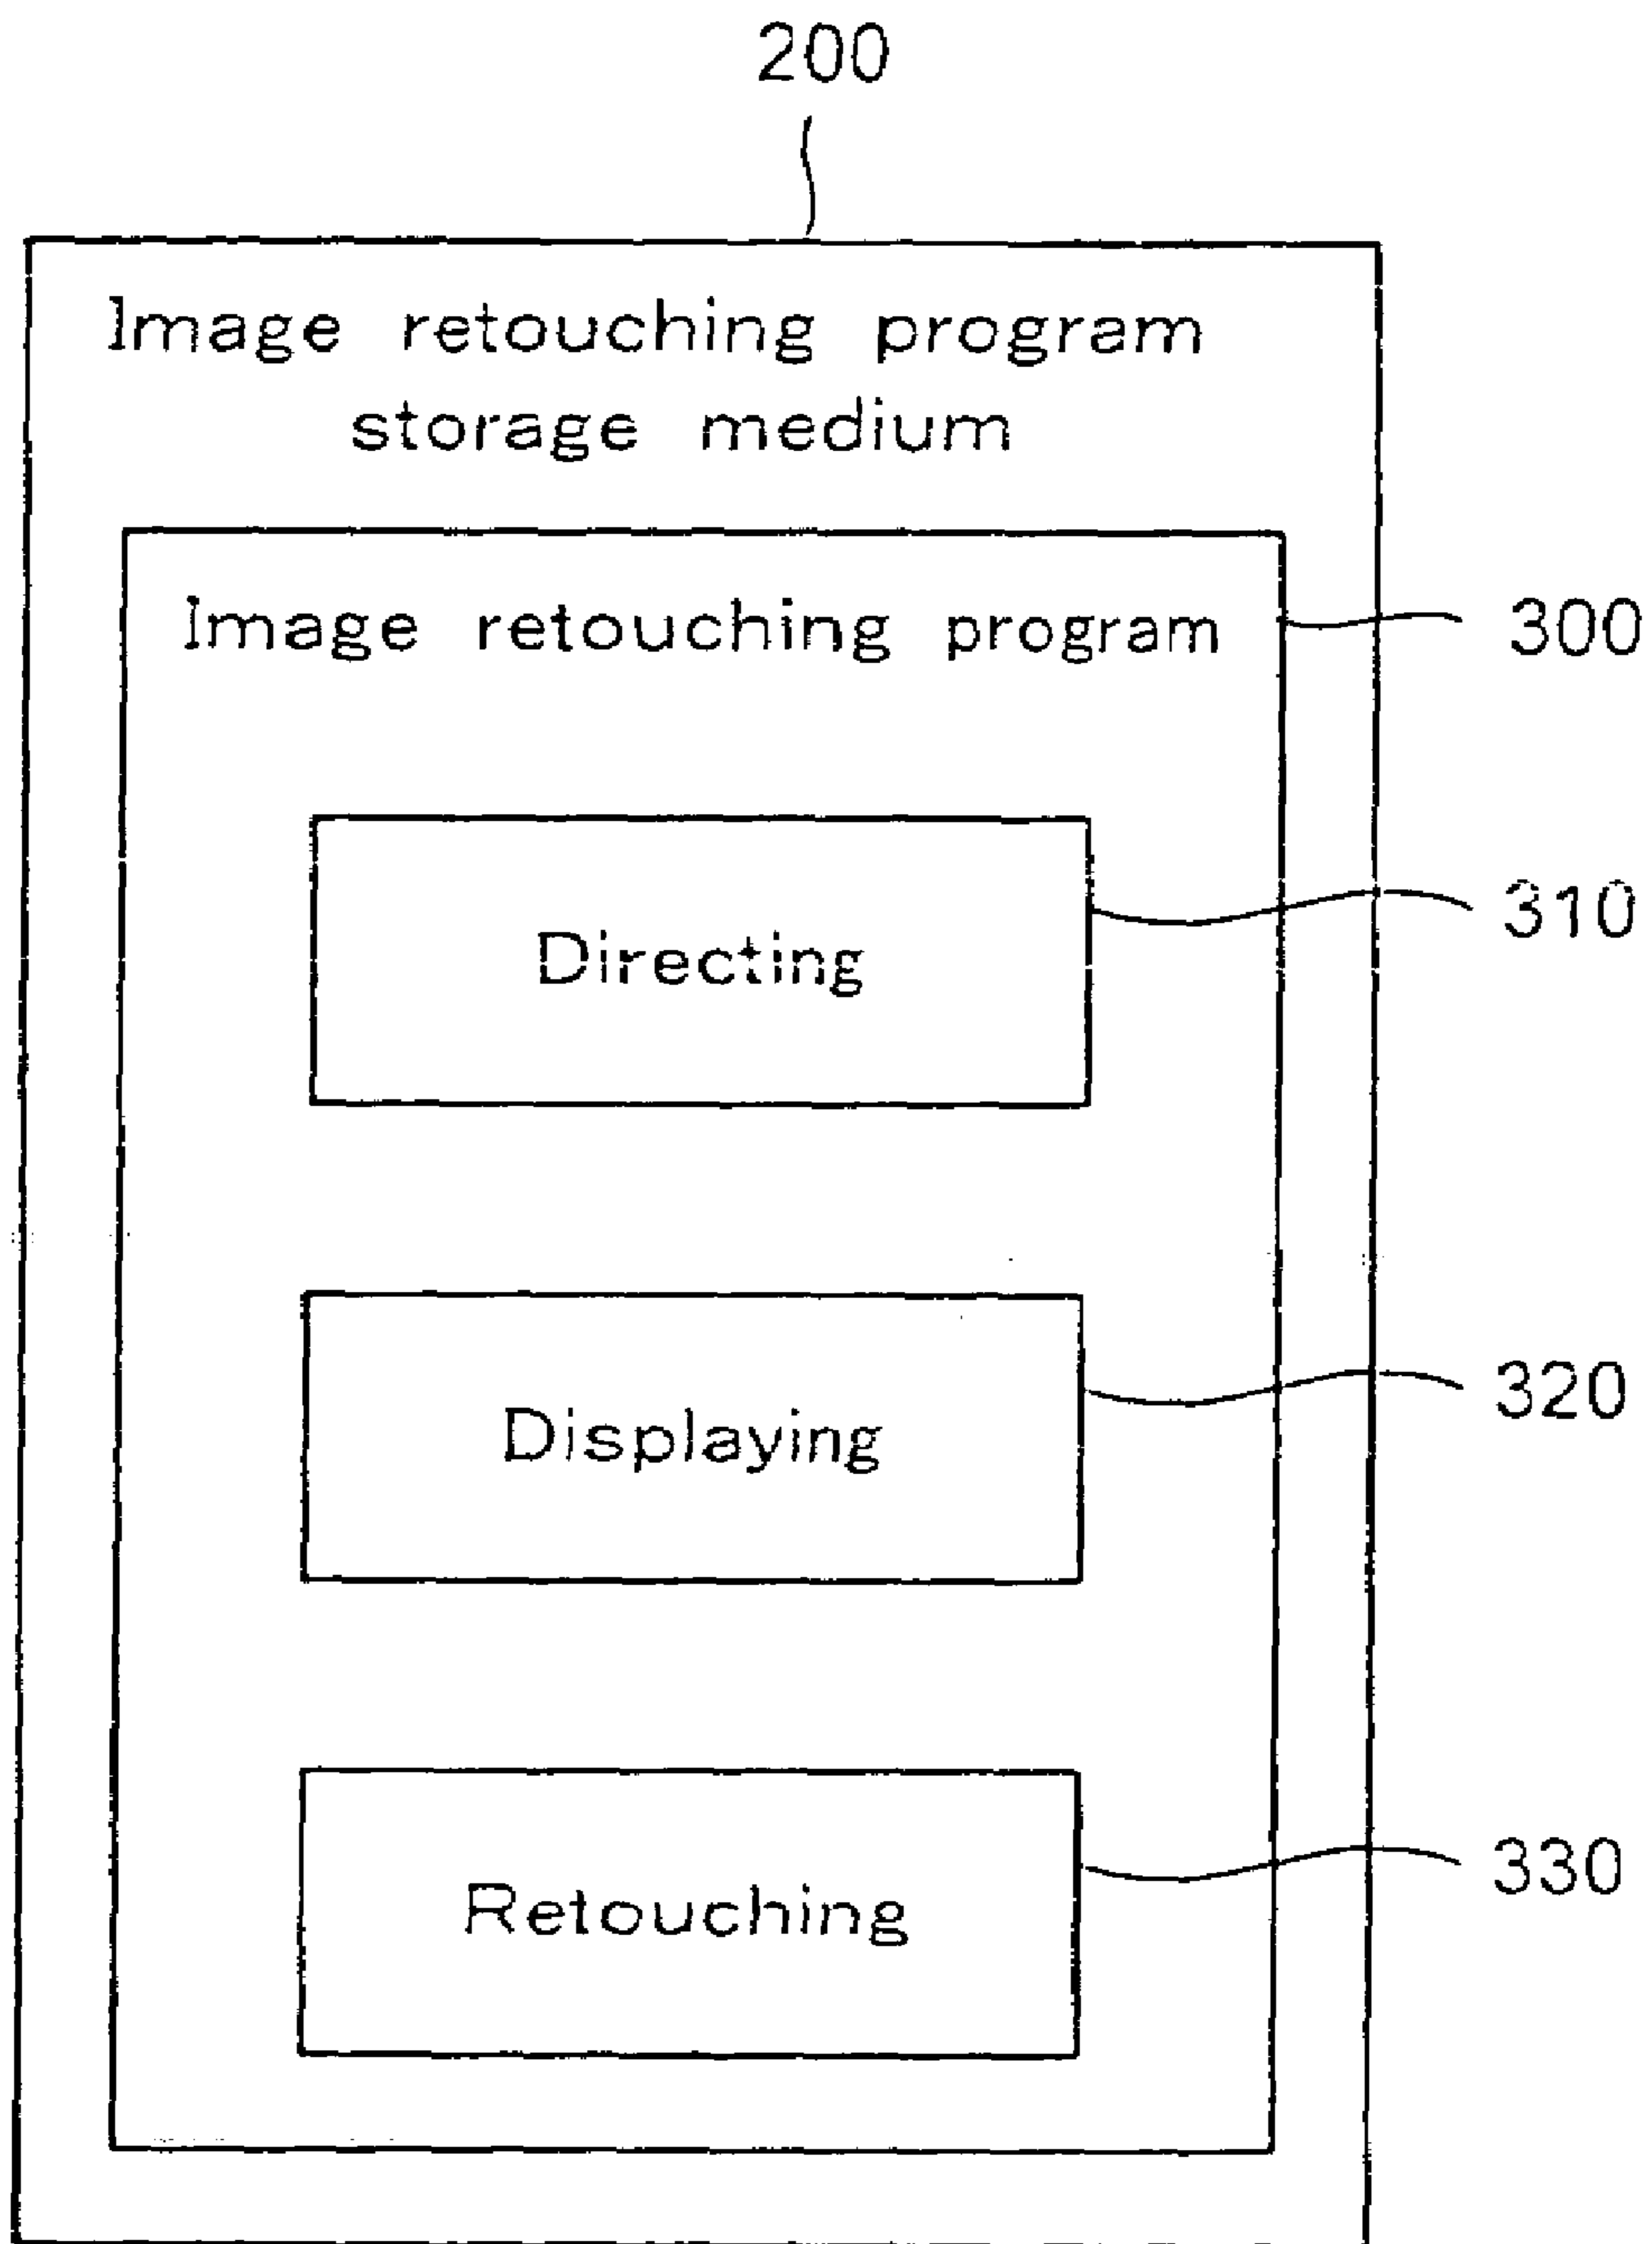 200
Image retouching program
storage medium
Image retouching program
300
Directing
310
Displaying
320
Retouching
330